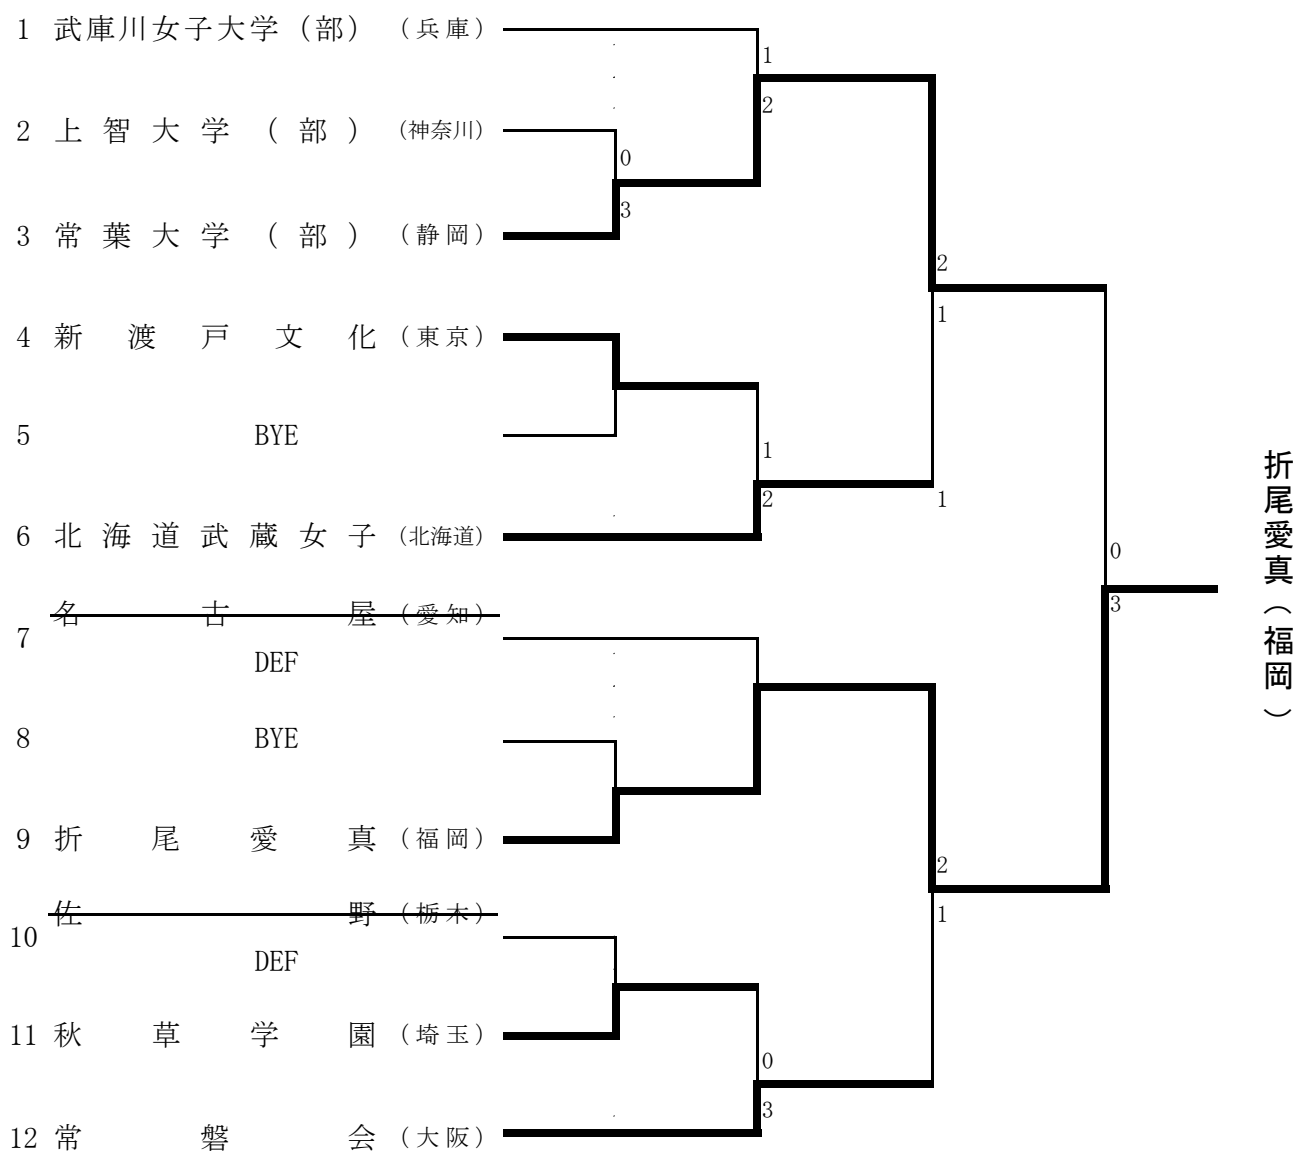 1 武庫川女子大学（部）（兵庫）
1
2
2 上智大学（部）（神奈川）
0
3
3 常葉大学（部）（静岡）
2
1
4 新渡戸文化（東京）
5 BYE
1
2
1
6 北海道武蔵女子（北海道）
0
3
折尾愛真（福岡）
名古屋（愛知）
7
DEF
8 BYE
9 折尾愛真（福岡）
2
1
佐野（栃木）
10
DEF
11 秋草学園（埼玉）
0
3
12 常磐会（大阪）